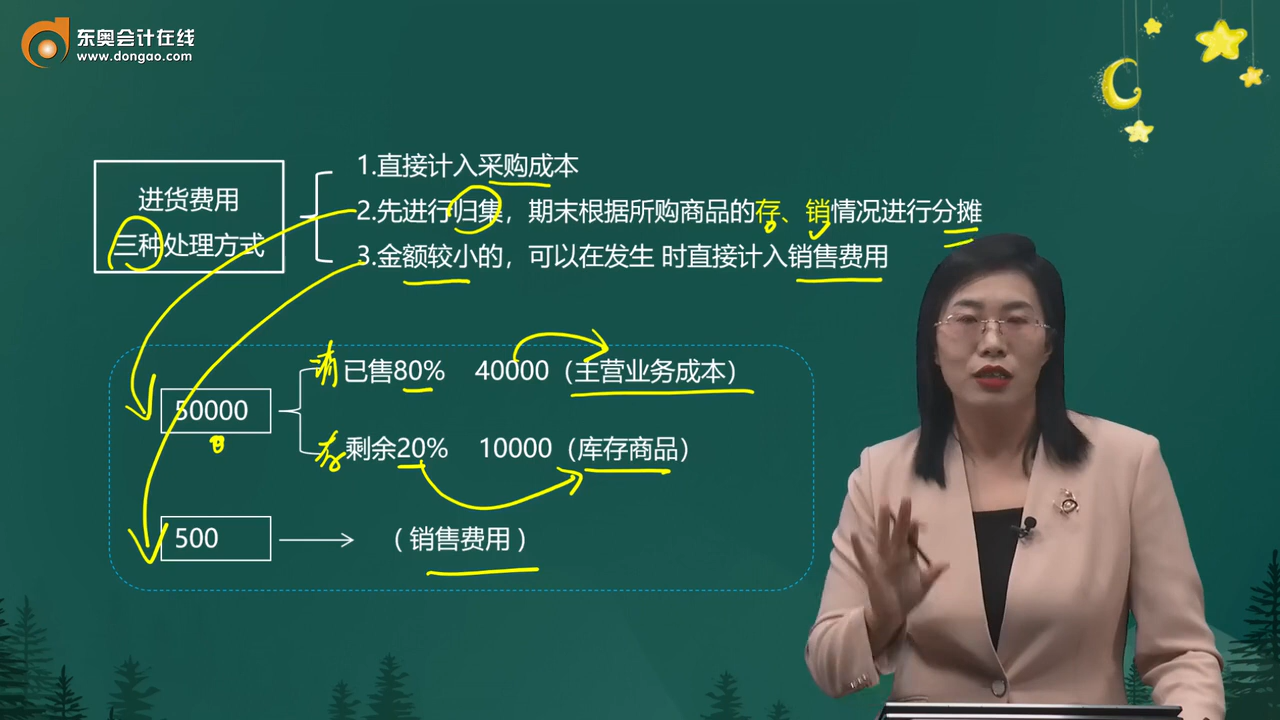 东奥会计在线
www.dongao.com
进货费用
三种处理方式
1.直接计入采购成本
2.先进行归集，期末根据所购商品的存、销情况进行分摊
3.金额较小的，可以在发生 时直接计入销售费用
销 已售80% 40000（主营业务成本）
50000
存 剩余20% 10000（库存商品）
500 （销售费用）